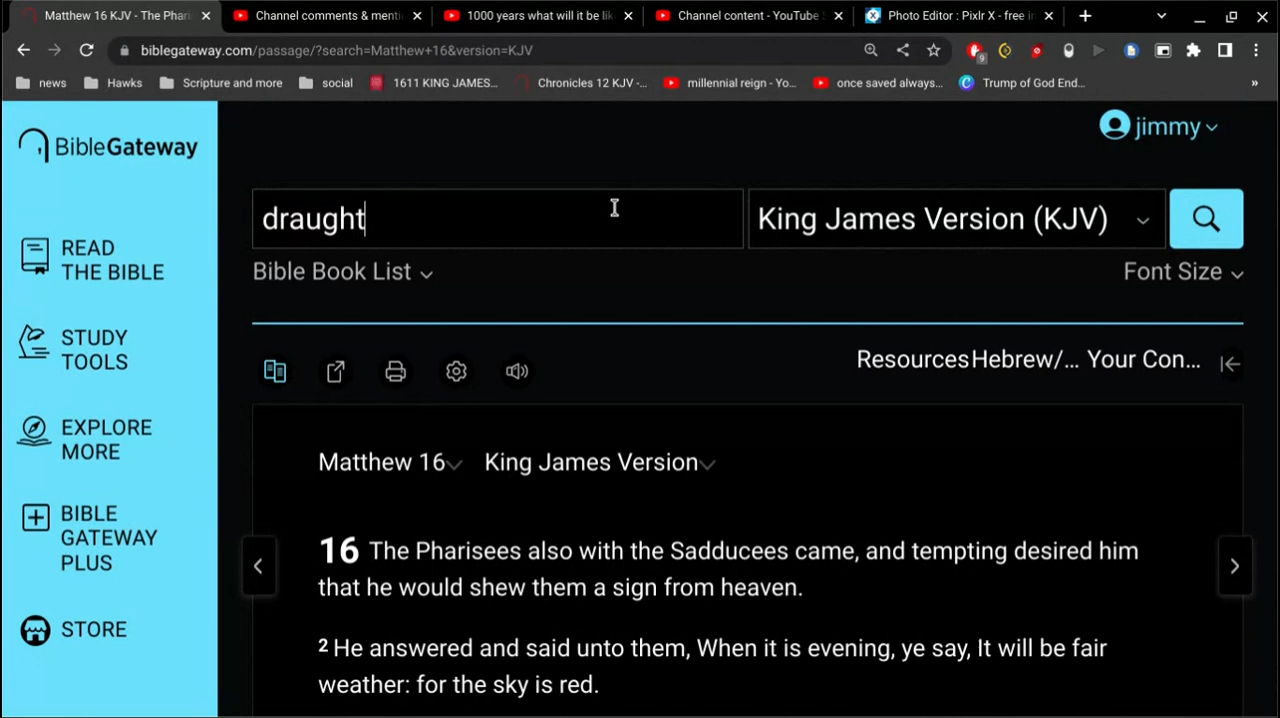 Matthew 16 KJV - The Phari
Channel comments & menti
1000 years what will it be lik
Channel content - YouTube
Photo Editor : Pixlr X - free i
biblegateway.com/passage/?search=Matthew+16&version=KJV
9
news
Hawks
Scripture and more
social
1611 KING JAMES...
Chronicles 12 KJV -...
millennial reign - Yo...
once saved always...
Trump of God End...
»
BibleGateway
jimmy
draught
King James Version (KJV)
Bible Book List
Font Size
READ
THE BIBLE
STUDY
TOOLS
EXPLORE
MORE
BIBLE
GATEWAY
PLUS
STORE
Resources Hebrew/... Your Con...
Matthew 16
King James Version
16 The Pharisees also with the Sadducees came, and tempting desired him
that he would shew them a sign from heaven.
2 He answered and said unto them, When it is evening, ye say, It will be fair
weather: for the sky is red.